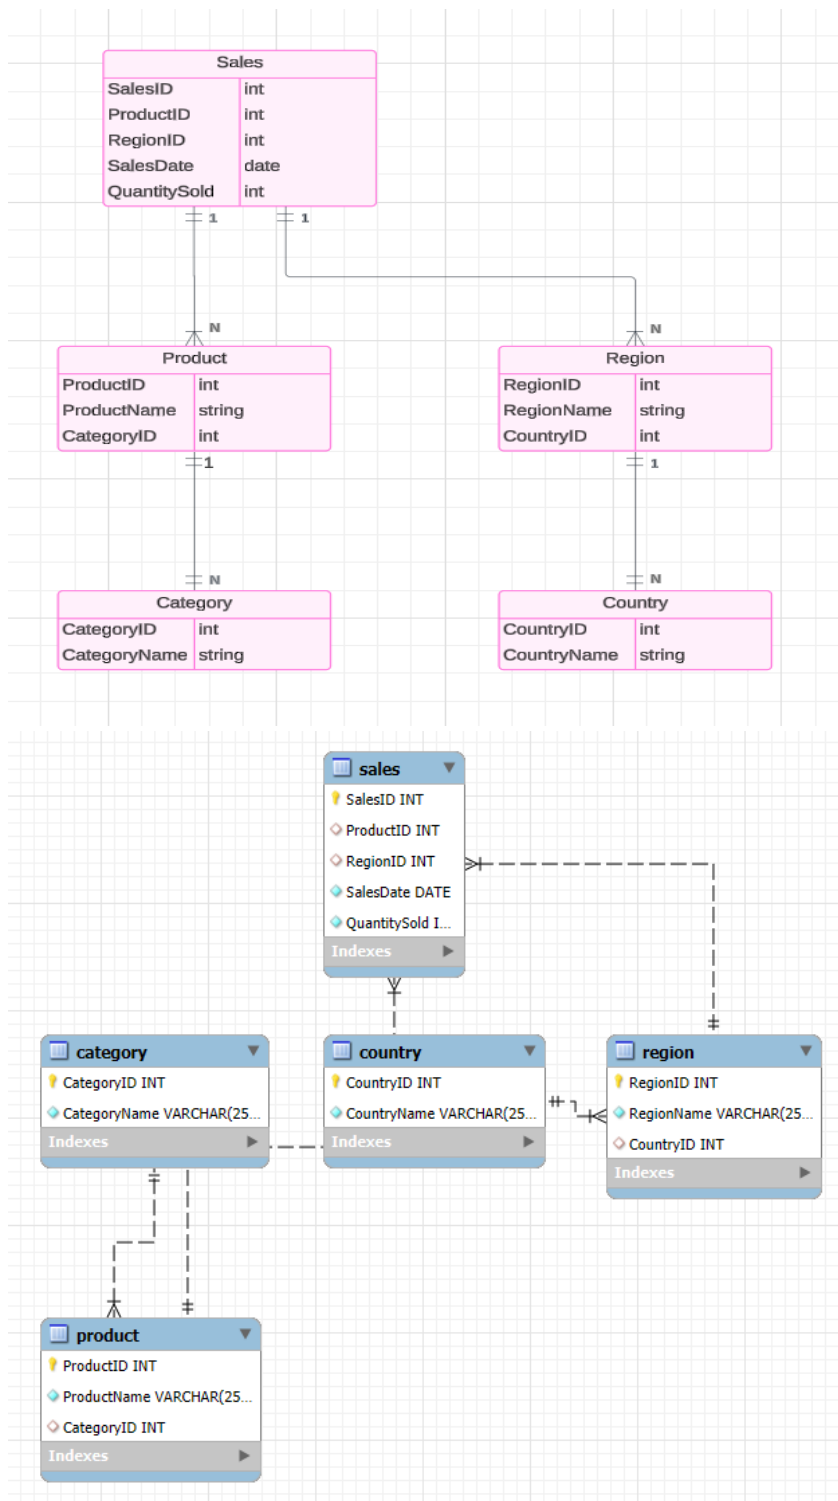 Sales
SalesID int
ProductID int
RegionID int
SalesDate date
QuantitySold int
1 1
N N
Product
ProductID int
ProductName string
CategoryID int
Region
RegionID int
RegionName string
CountryID int
1 1
N N
Category
CategoryID int
CategoryName string
Country
CountryID int
CountryName string
sales
SalesID INT
ProductID INT
RegionID INT
SalesDate DATE
QuantitySold I...
Indexes
category
CategoryID INT
CategoryName VARCHAR(25...
Indexes
country
CountryID INT
CountryName VARCHAR(25...
Indexes
region
RegionID INT
RegionName VARCHAR(25...
CountryID INT
Indexes
product
ProductID INT
ProductName VARCHAR(25...
CategoryID INT
Indexes